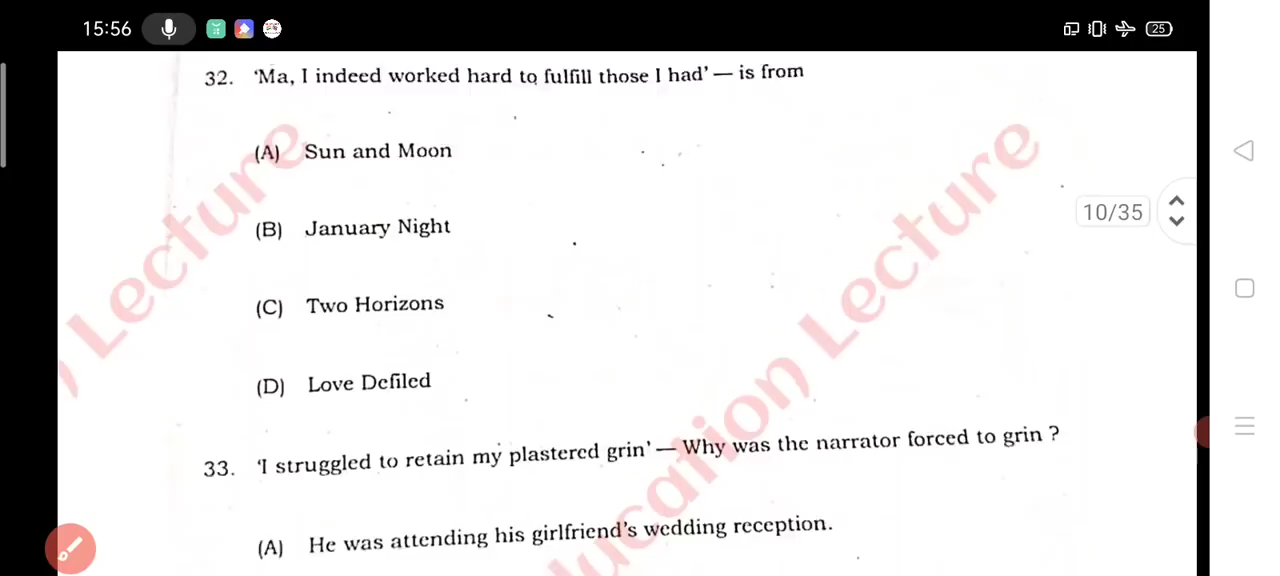 15:56
25
32. ‘Ma, I indeed worked hard to fulfill those I had’ — is from
(A) Sun and Moon
(B) January Night
(C) Two Horizons
(D) Love Defiled
10/35
33. ‘I struggled to retain my plastered grin’ — Why was the narrator forced to grin ?
(A) He was attending his girlfriend’s wedding reception.
Lecture
ducation Lecture